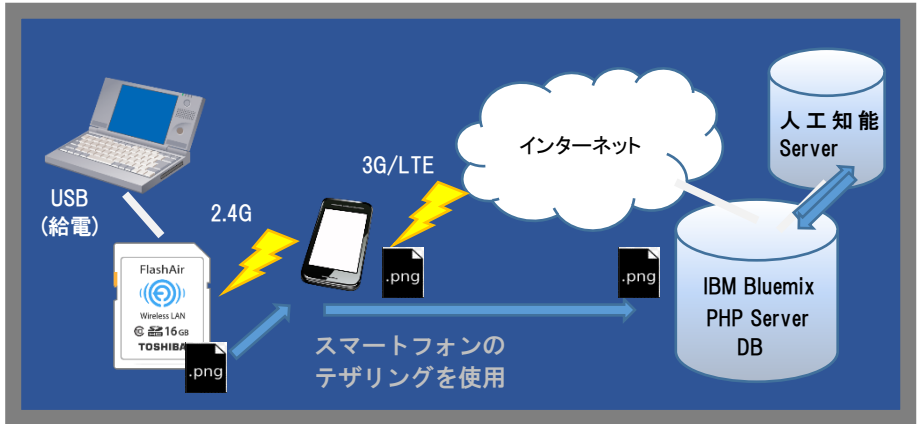 人工知能
Server
インターネット
3G/LTE
USB
(給電)
2.4G
FlashAir
Wireless LAN
⑩ SDHC 16GB
TOSHIBA
.png
.png
.png
IBM Bluemix
PHP Server
DB
スマートフォンの
テザリングを使用